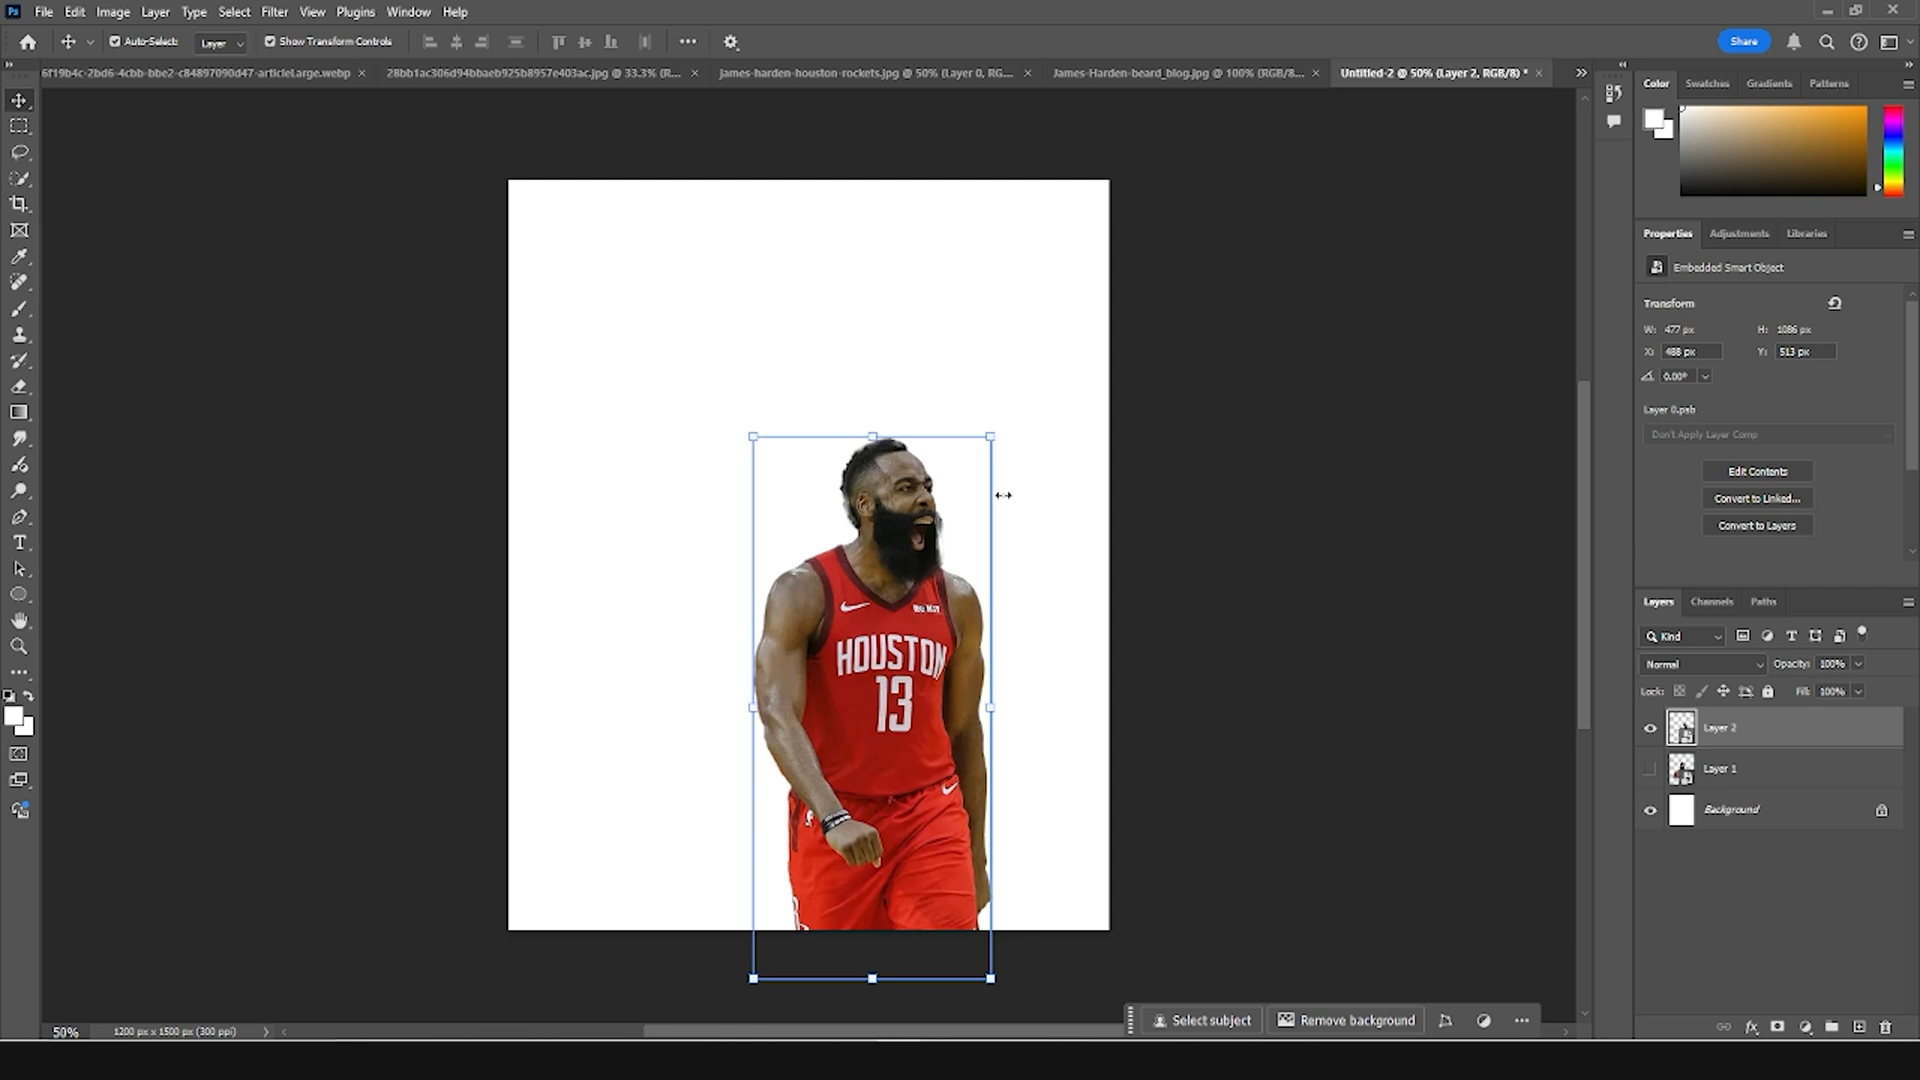 Ps File Edit Image Layer Type Select Filter View Plugins Window Help
Auto-Select: Layer Show Transform Controls Share
6f19b4c-2bd6-4cbb-bbe2-c84897090d47-articleLarge.webp × 28bb1ac306d94bbaeb925b8957e403ac.jpg @ 33.3% (R... × James-harden-houston-rockets.jpg @ 50% (Layer 0, RG... × James-Harden-beard_blog.jpg @ 100% (RGB/8... × Untitled-2 @ 50% (Layer 2, RGB/8) * ×
Color Swatches Gradients Patterns
Properties Adjustments Libraries
Embedded Smart Object
Transform
W: 477 px H: 1086 px
X: 488 px Y: 513 px
0.00°
Layer 0.psb
Don't Apply Layer Comp
Edit Contents
Convert to Linked...
Convert to Layers
HOUSTON
13
Layers Channels Paths
Kind
Normal Opacity: 100%
Lock: Fill: 100%
Layer 2
Layer 1
Background
Select subject Remove background
50% 1200 px x 1500 px (300 ppi)